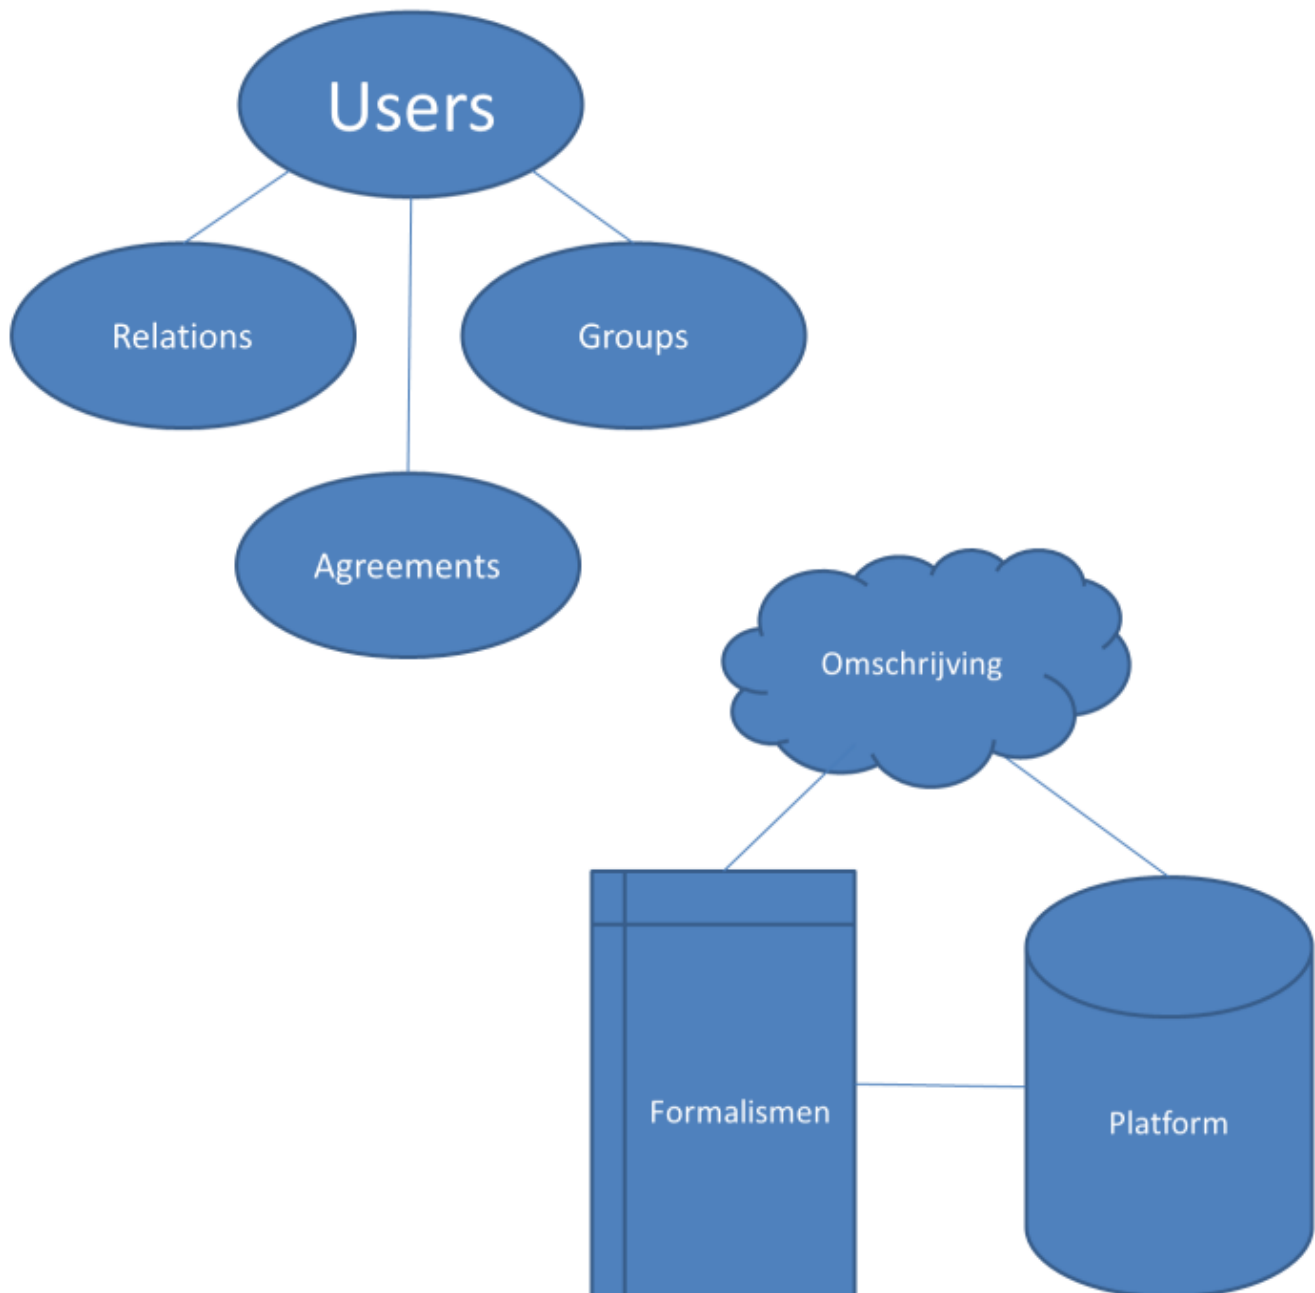 Users
Relations
Groups
Agreements
Omschrijving
Formalismen
Platform